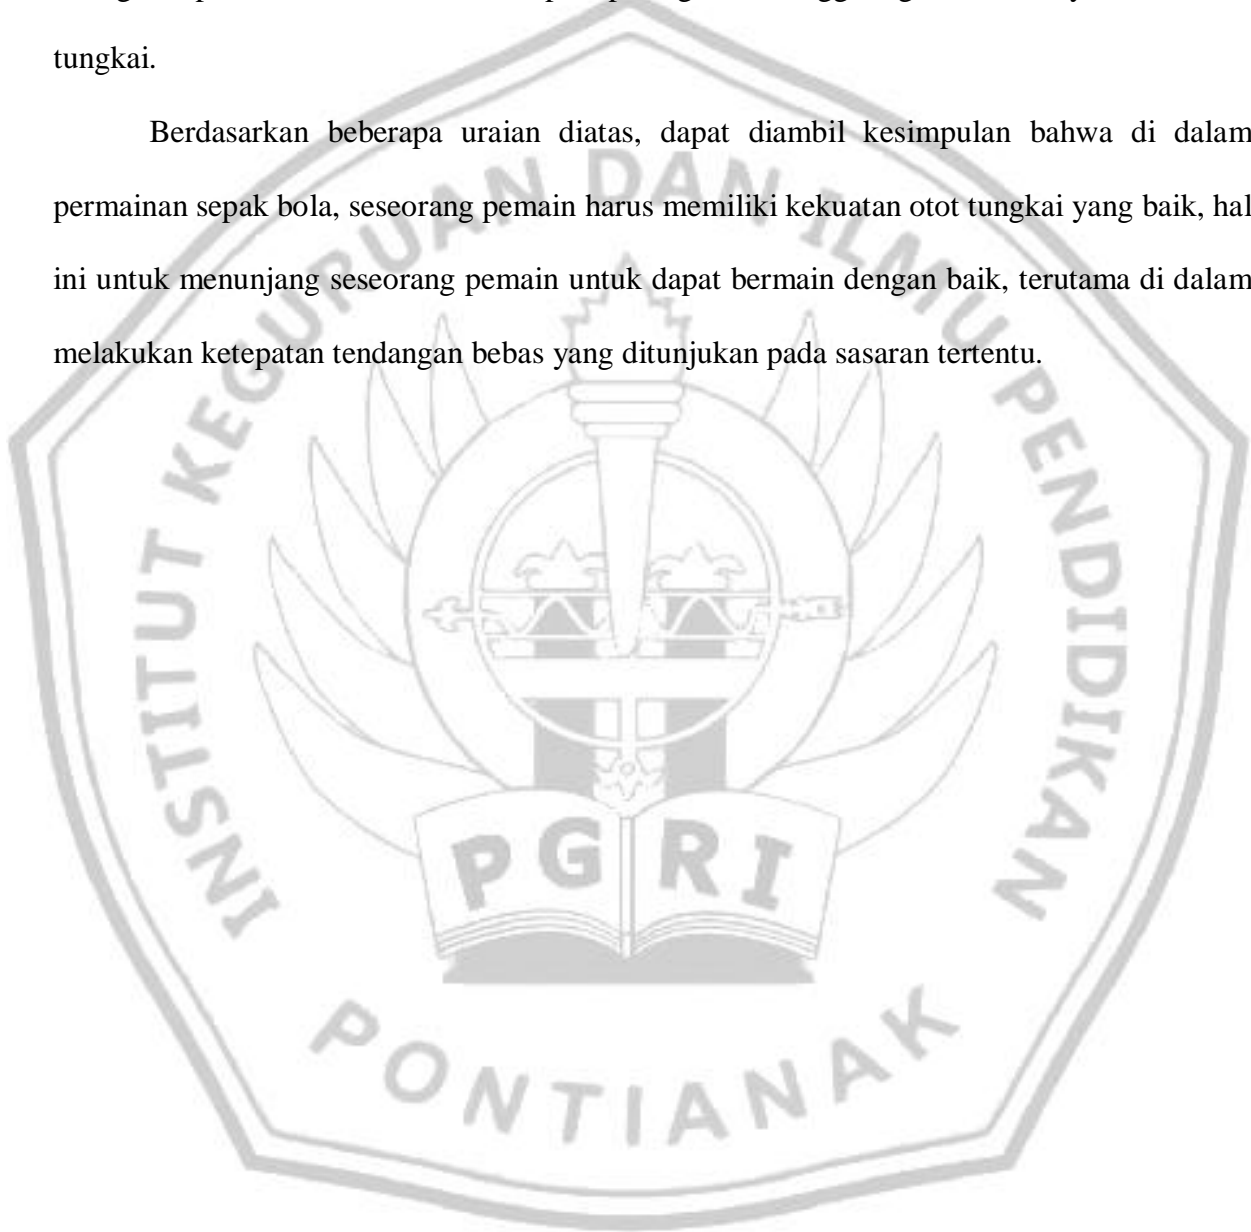 tungkai.
Berdasarkan beberapa uraian diatas, dapat diambil kesimpulan bahwa di dalam
permainan sepak bola, seseorang pemain harus memiliki kekuatan otot tungkai yang baik, hal
ini untuk menunjang seseorang pemain untuk dapat bermain dengan baik, terutama di dalam
melakukan ketepatan tendangan bebas yang ditunjukan pada sasaran tertentu.
INSTITUT KEGURUAN DAN ILMU PENDIDIKAN
PGRI
PONTIANAK